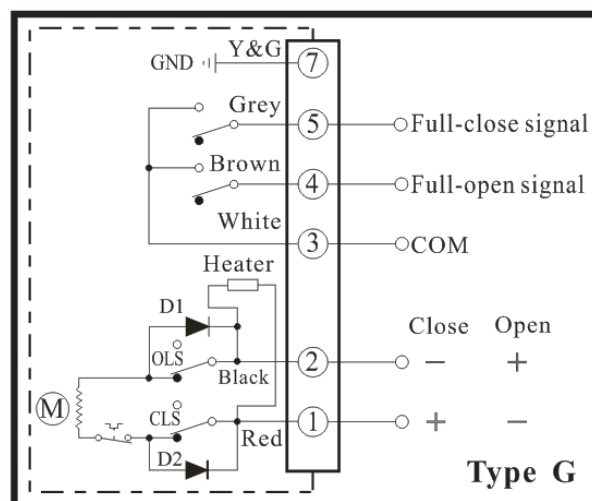 Y&G
GND
7
Grey
5
Full-close signal
Brown
4
Full-open signal
White
3
COM
Heater
D1
Close Open
OLS
2
− +
Black
M
CLS
1
+ −
Red
D2
Type G